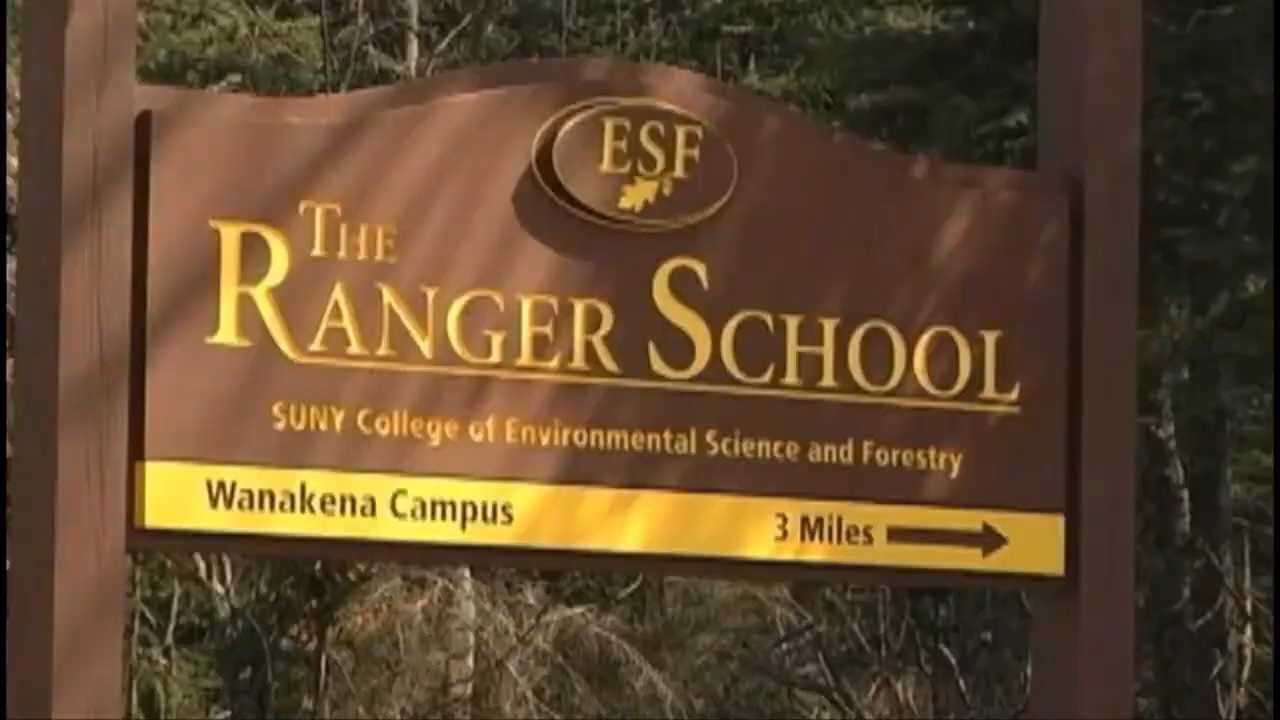 ESF
THE
RANGER SCHOOL
SUNY College of Environmental Science and Forestry
Wanakena Campus
3 Miles